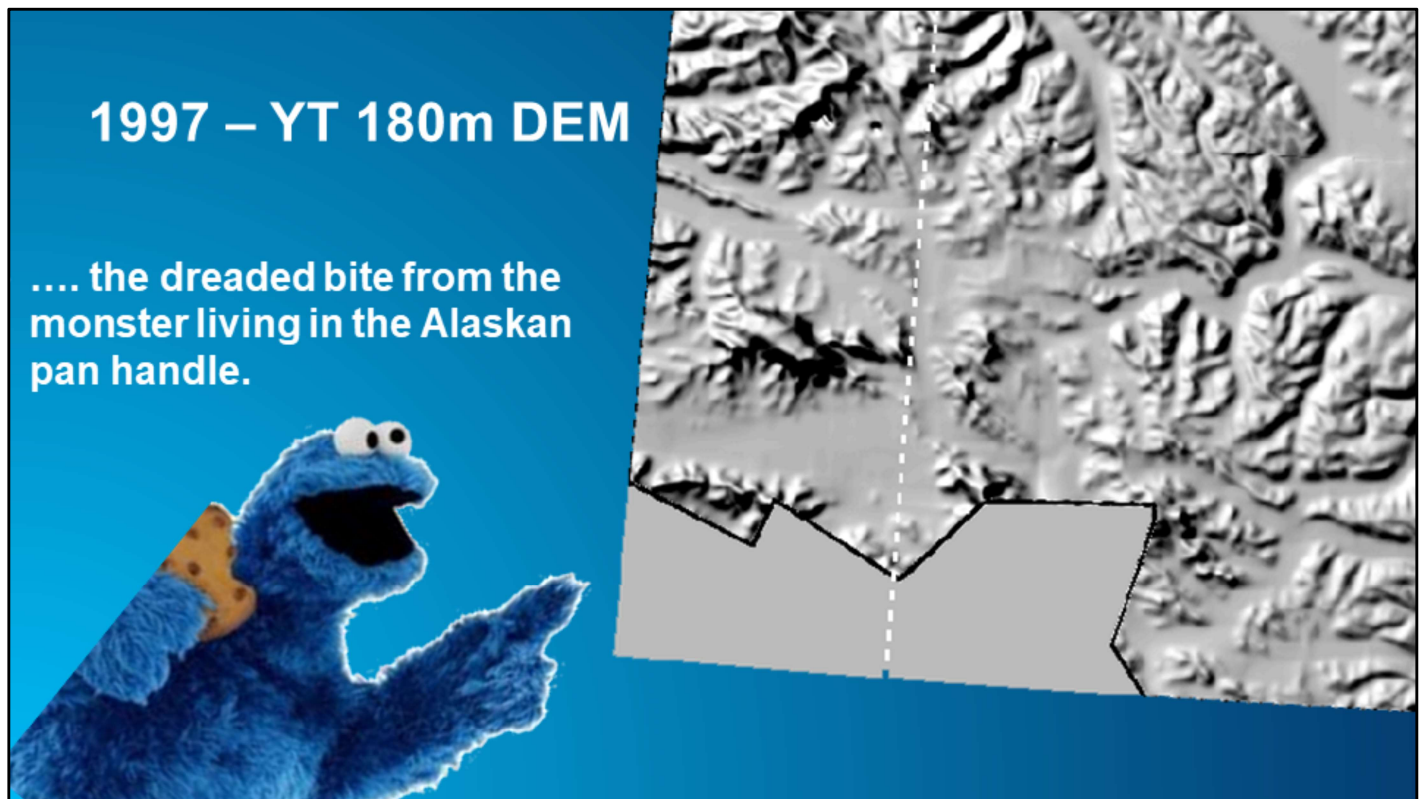 1997 – YT 180m DEM
…. the dreaded bite from the
monster living in the Alaskan
pan handle.